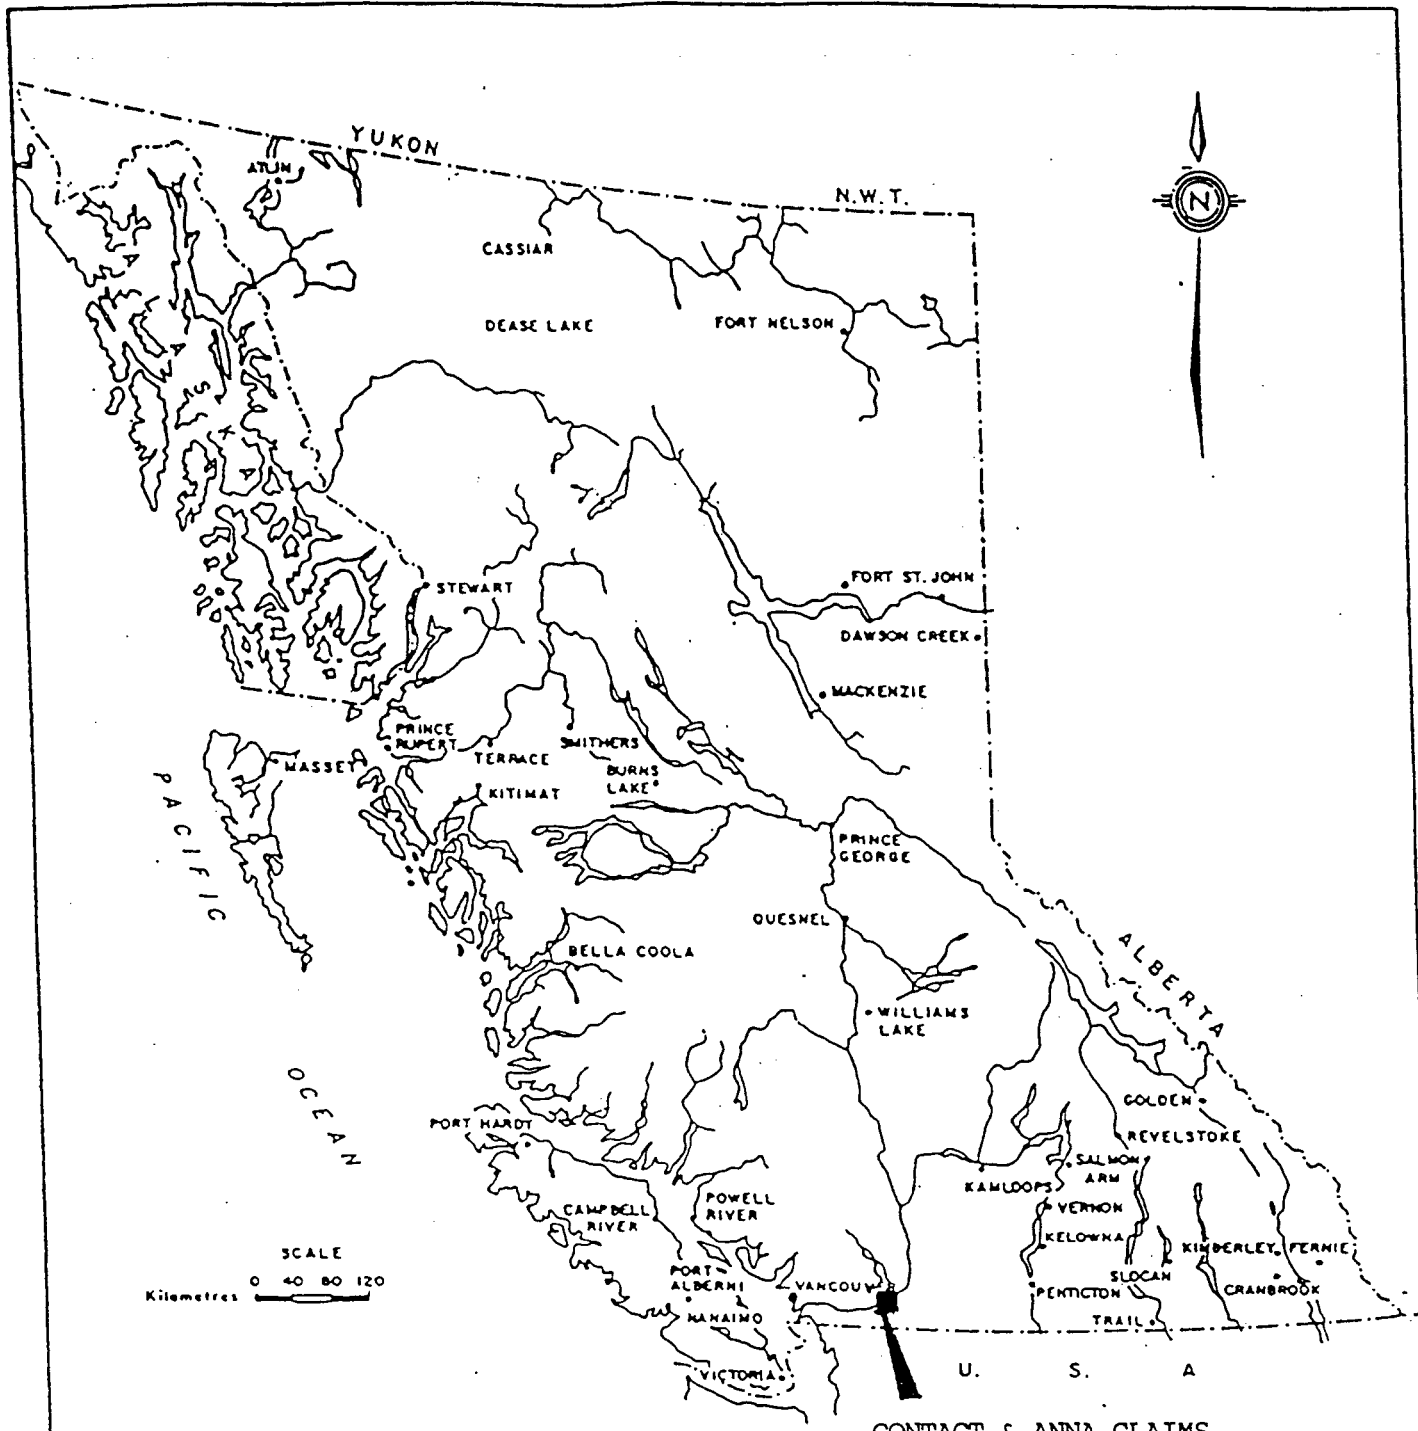 YUKON
ATLIN
N.W.T.
N
CASSIAR
ALASKA
DEASE LAKE
FORT NELSON
STEWART
FORT ST. JOHN
DAWSON CREEK
MACKENZIE
PRINCE
RUPERT
TERRACE
SMITHERS
MASSET
BURNS
LAKE
KITIMAT
PACIFIC
PRINCE
GEORGE
QUESNEL
BELLA COOLA
ALBERTA
WILLIAMS
LAKE
OCEAN
GOLDEN
PORT HARDY
REVELSTOKE
SALMON
ARM
KAMLOOPS
CAMPBELL
RIVER
POWELL
RIVER
VERNON
KELOWNA
KIMBERLEY
FERNIE
SCALE
0 40 80 120
Kilometres
PORT
ALBERNI
VANCOUV
SLOCAN
PENTICTON
CRANBROOK
NANAIMO
TRAIL
VICTORIA
U. S. A
CONTACT & ANNA CLAIMS